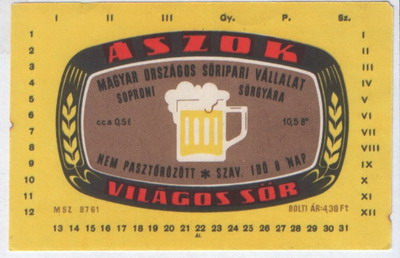 I II III Gy. P. Sz.
ASZOK
MAGYAR ORSZÁGOS SÖRIPARI VÁLLALAT
SOPRONI SÖRGYÁRA
cca 0,5 l 10,5 B°
NEM PASZTŐRÖZÖTT * SZAV. IDŐ 8 NAP
VILÁGOS SÖR
MSZ 8761 BOLTI ÁR: 4,30 Ft
1
2
3
4
5
6
7
8
9
10
11
12
I
II
III
IV
V
VI
VII
VIII
IX
X
XI
XII
13 14 15 16 17 18 19 20 21 22 23 24 25 26 27 28 29 30 31